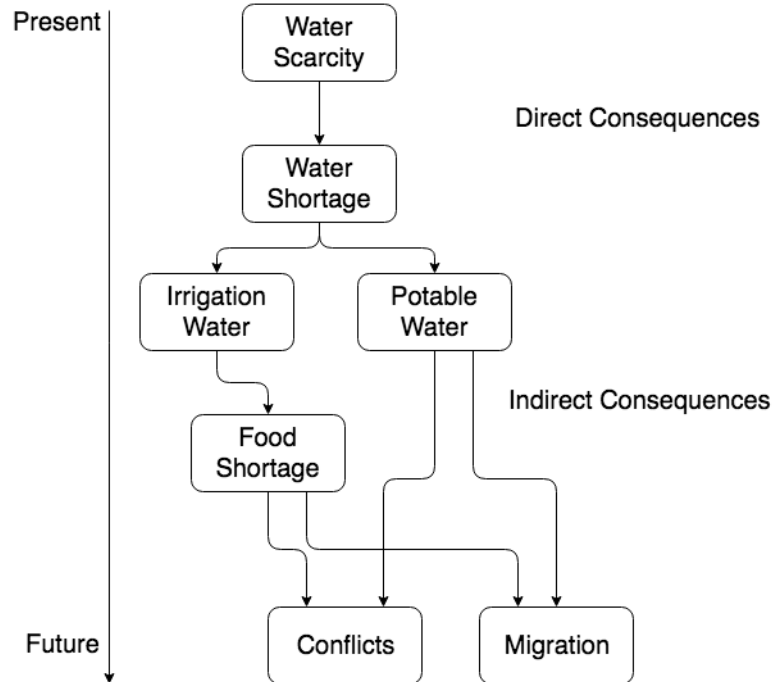 Present
Water
Scarcity
Direct Consequences
Water
Shortage
Irrigation
Water
Potable
Water
Indirect Consequences
Food
Shortage
Future
Conflicts
Migration